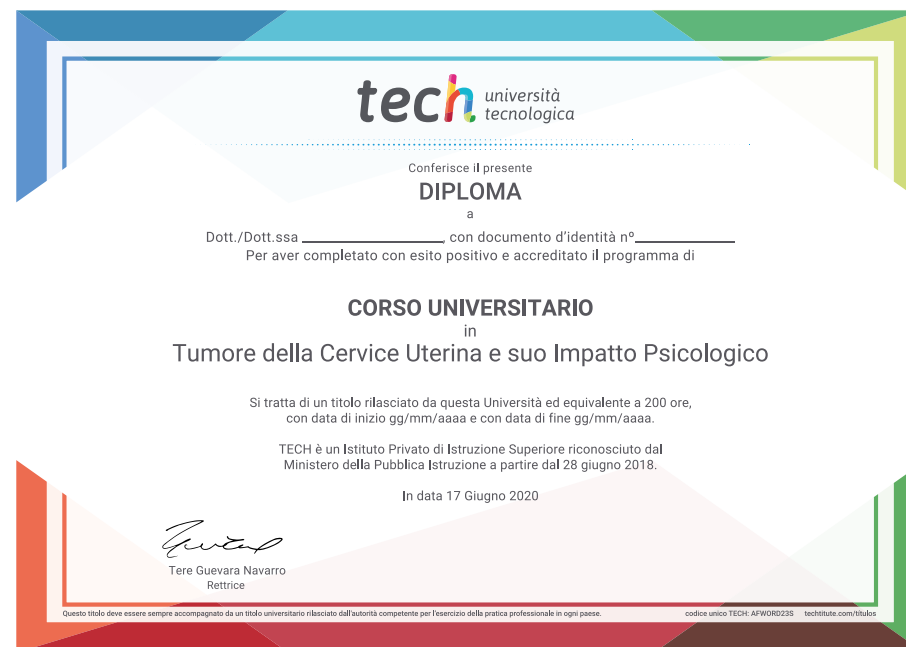 tech università
tecnologica
Conferisce il presente
DIPLOMA
a
Dott./Dott.ssa ________________, con documento d'identità nº____________
Per aver completato con esito positivo e accreditato il programma di
CORSO UNIVERSITARIO
in
Tumore della Cervice Uterina e suo Impatto Psicologico
Si tratta di un titolo rilasciato da questa Università ed equivalente a 200 ore,
con data di inizio gg/mm/aaaa e con data di fine gg/mm/aaaa.
TECH è un Istituto Privato di Istruzione Superiore riconosciuto dal
Ministero della Pubblica Istruzione a partire dal 28 giugno 2018.
In data 17 Giugno 2020
Tere Guevara Navarro
Rettrice
Questo titolo deve essere sempre accompagnato da un titolo universitario rilasciato dall'autorità competente per l'esercizio della pratica professionale in ogni paese. codice unico TECH: AFWORD23S techtitute.com/títulos